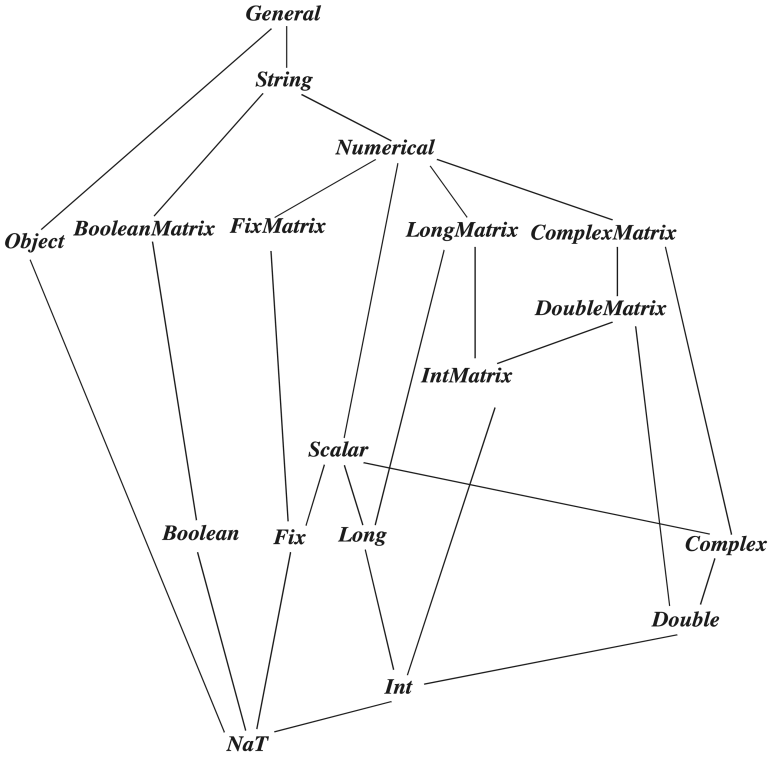 General
String
Numerical
Object
BooleanMatrix
FixMatrix
LongMatrix
ComplexMatrix
DoubleMatrix
IntMatrix
Scalar
Boolean
Fix
Long
Complex
Double
Int
NaT